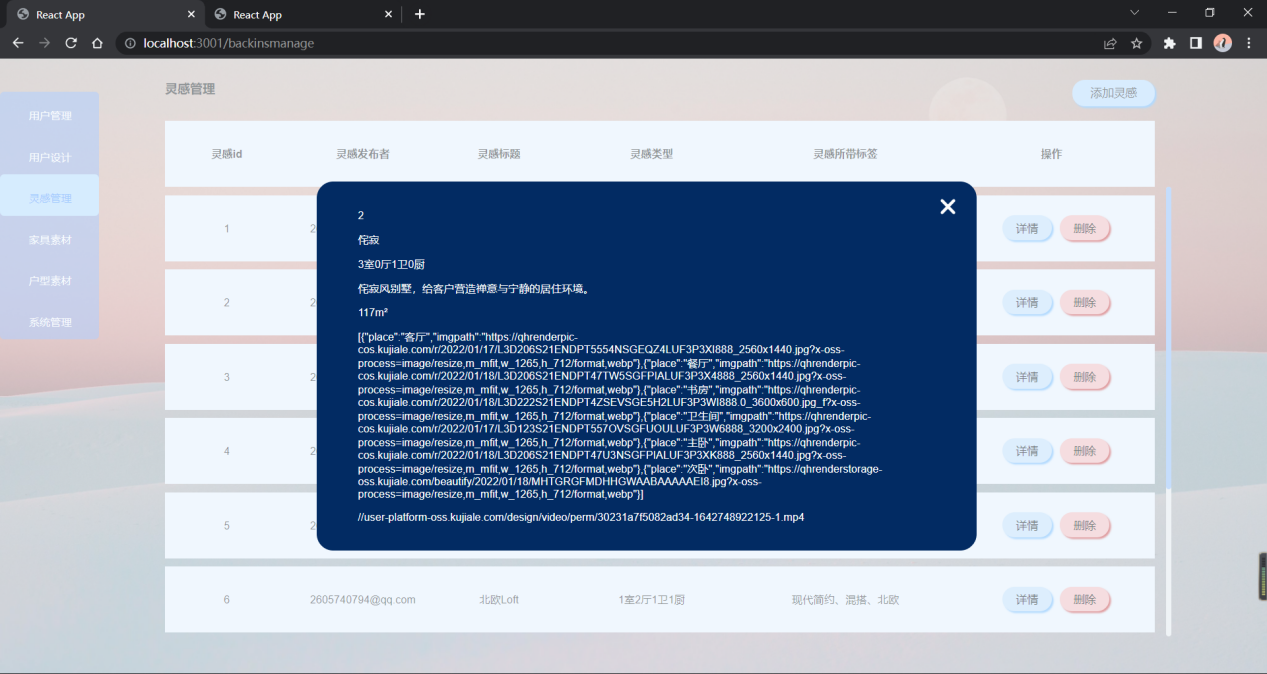 React App
React App
localhost:3001/backinsmanage
灵感管理
添加灵感
用户管理
用户设计
灵感管理
家具素材
户型素材
系统管理
灵感id 灵感发布者 灵感标题 灵感类型 灵感所带标签 操作
1 2 详情 删除
2 2 详情 删除
3 2 详情 删除
4 2 详情 删除
5 2 详情 删除
6 2605740794@qq.com 北欧Loft 1室2厅1卫1厨 现代简约、混搭、北欧 详情 删除
2
侘寂
3室0厅1卫0厨
侘寂风别墅，给客户营造禅意与宁静的居住环境。
117m²
[{"place":"客厅","imgpath":"https://qhrenderpic-
cos.kujiale.com/r/2022/01/17/L3D206S21ENDPT5554NSGEQZ4LUF3P3XI888_2560x1440.jpg?x-oss-
process=image/resize,m_mfit,w_1265,h_712/format,webp"},{"place":"餐厅","imgpath":"https://qhrenderpic-
cos.kujiale.com/r/2022/01/18/L3D206S21ENDPT47TW5SGFPIALUF3P3X4888_2560x1440.jpg?x-oss-
process=image/resize,m_mfit,w_1265,h_712/format,webp"},{"place":"书房","imgpath":"https://qhrenderpic-
cos.kujiale.com/r/2022/01/18/L3D222S21ENDPT4ZSEVSGE5H2LUF3P3WI888.0_3600x600.jpg_f?x-oss-
process=image/resize,m_mfit,w_1265,h_712/format,webp"},{"place":"卫生间","imgpath":"https://qhrenderpic-
cos.kujiale.com/r/2022/01/17/L3D123S21ENDPT557OVSGFUOULUF3P3W6888_3200x2400.jpg?x-oss-
process=image/resize,m_mfit,w_1265,h_712/format,webp"},{"place":"主卧","imgpath":"https://qhrenderpic-
cos.kujiale.com/r/2022/01/18/L3D206S21ENDPT47U3NSGFPIALUF3P3XK888_2560x1440.jpg?x-oss-
process=image/resize,m_mfit,w_1265,h_712/format,webp"},{"place":"次卧","imgpath":"https://qhrenderstorage-
oss.kujiale.com/beautify/2022/01/18/MHTGRGFMDHHGWAABAAAAAEI8.jpg?x-oss-
process=image/resize,m_mfit,w_1265,h_712/format,webp"}]
//user-platform-oss.kujiale.com/design/video/perm/30231a7f5082ad34-1642748922125-1.mp4